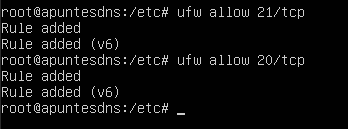 root@apuntesdns:/etc# ufw allow 21/tcp
Rule added
Rule added (v6)
root@apuntesdns:/etc# ufw allow 20/tcp
Rule added
Rule added (v6)
root@apuntesdns:/etc# _